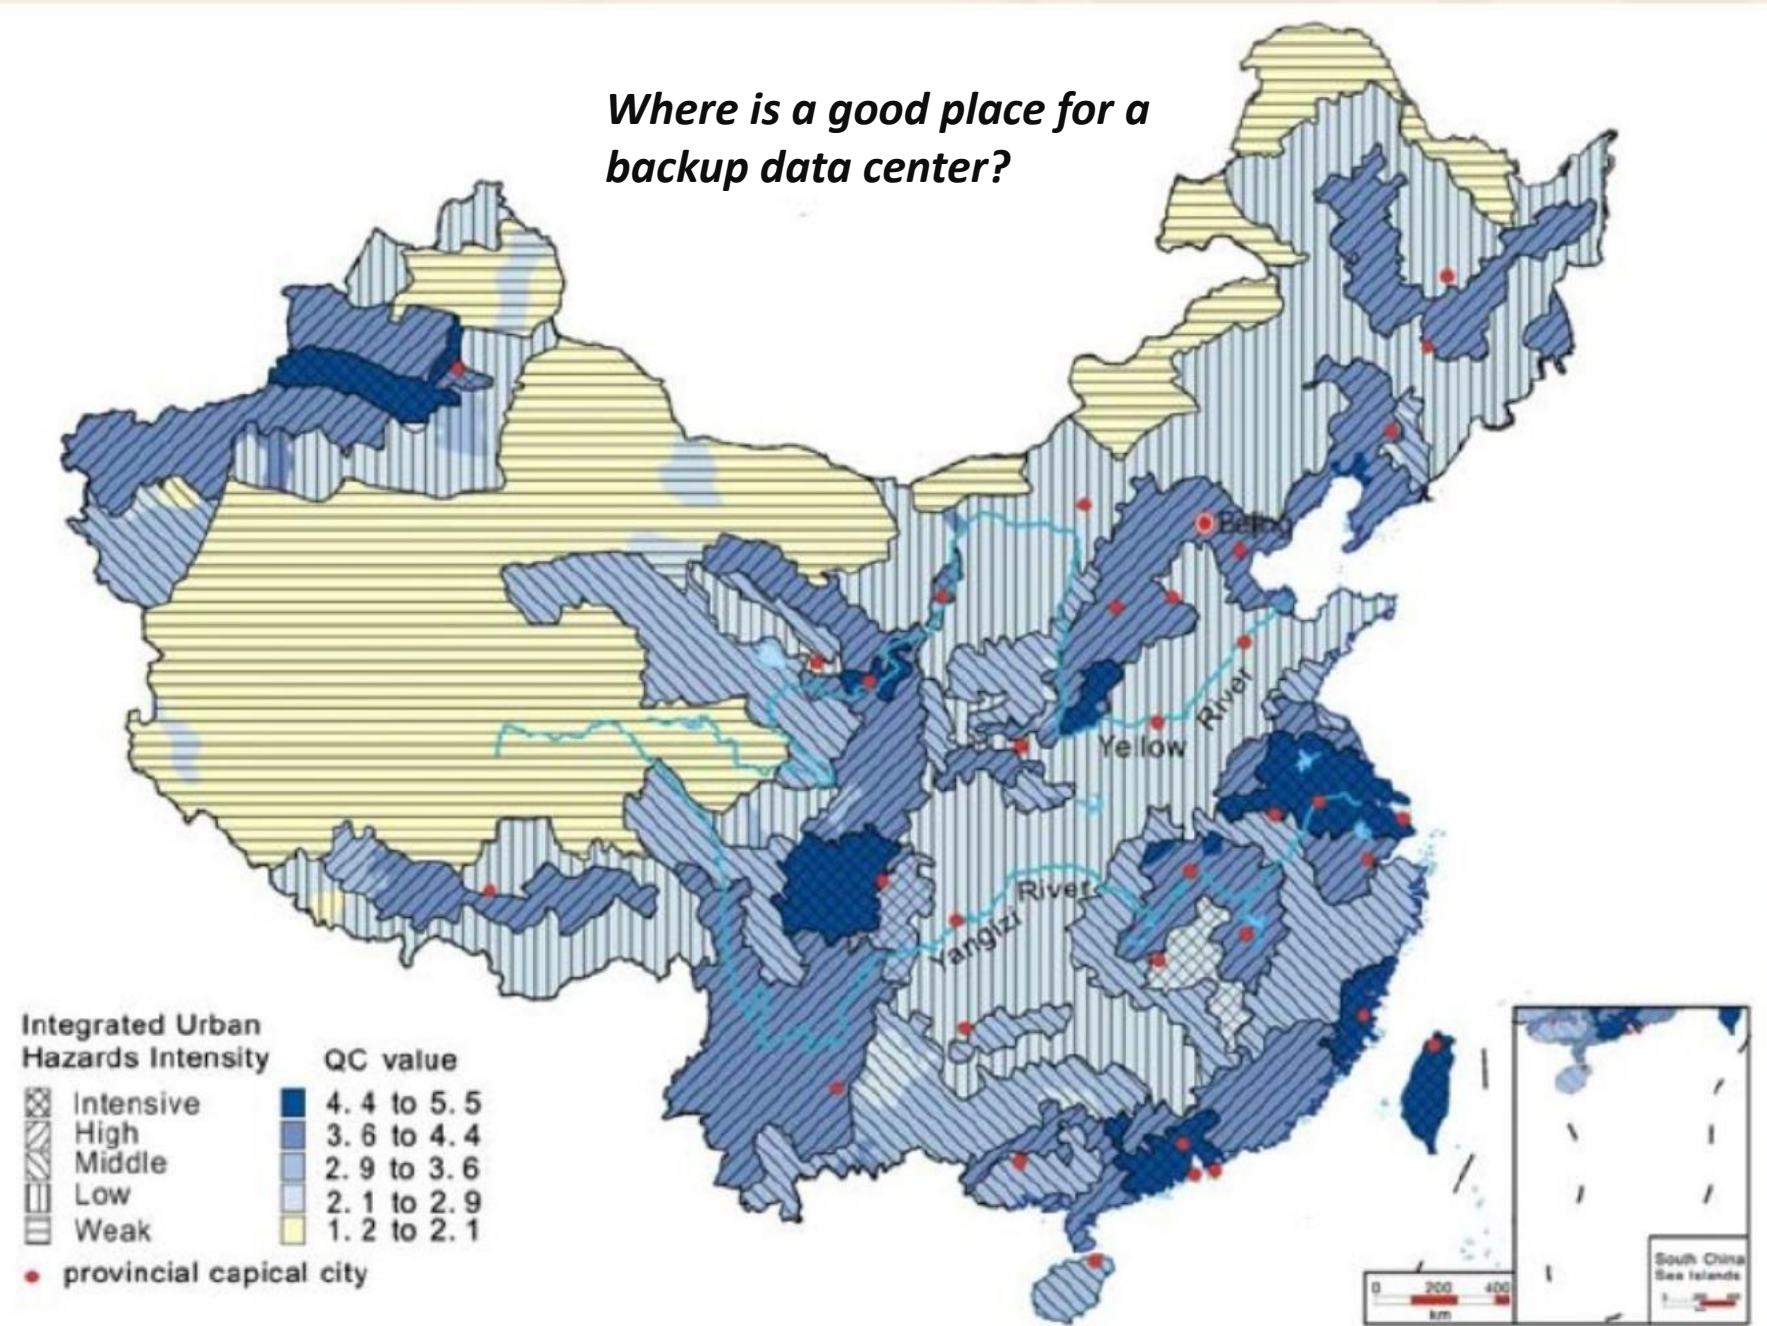 Where is a good place for a
backup data center?
Beijing
River
Yellow
River
Yangizi
Integrated Urban
Hazards Intensity
QC value
Intensive
4. 4 to 5. 5
High
3. 6 to 4. 4
Middle
2. 9 to 3. 6
Low
2. 1 to 2. 9
Weak
1. 2 to 2. 1
provincial capical city
0 200 400
km
South China
Sea Islands